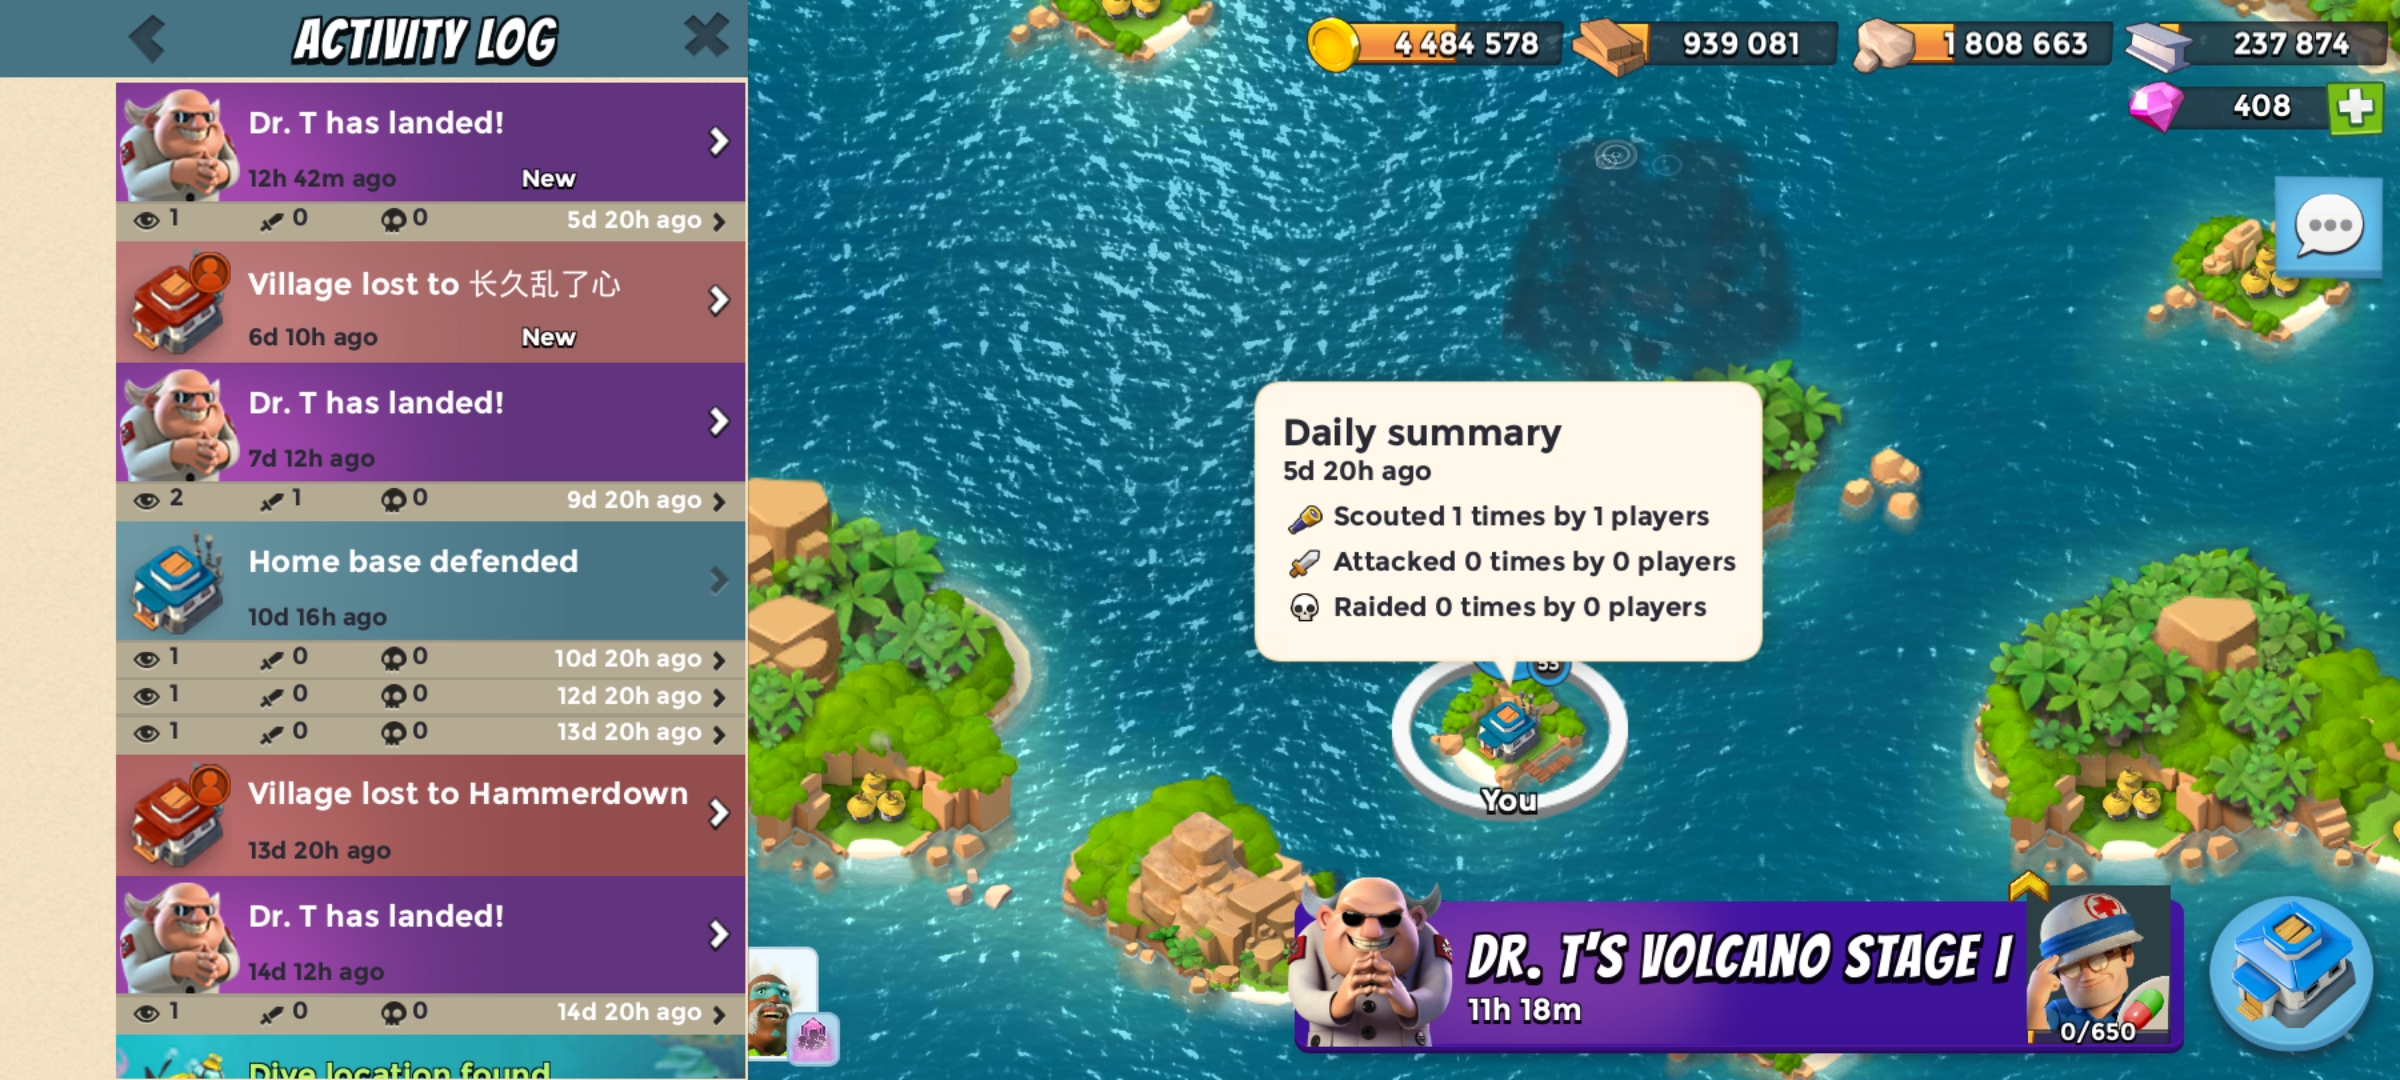 ACTIVITY LOG
Dr. T has landed!
12h 42m ago
New
1 0 0 5d 20h ago
Village lost to 长久乱了心
6d 10h ago
New
Dr. T has landed!
7d 12h ago
2 1 0 9d 20h ago
Home base defended
10d 16h ago
1 0 0 10d 20h ago
1 0 0 12d 20h ago
1 0 0 13d 20h ago
Village lost to Hammerdown
13d 20h ago
Dr. T has landed!
14d 12h ago
1 0 0 14d 20h ago
Dive location found
4 484 578
939 081
1 808 663
237 874
408
Daily summary
5d 20h ago
Scouted 1 times by 1 players
Attacked 0 times by 0 players
Raided 0 times by 0 players
55
You
DR. T'S VOLCANO STAGE I
11h 18m
0/650